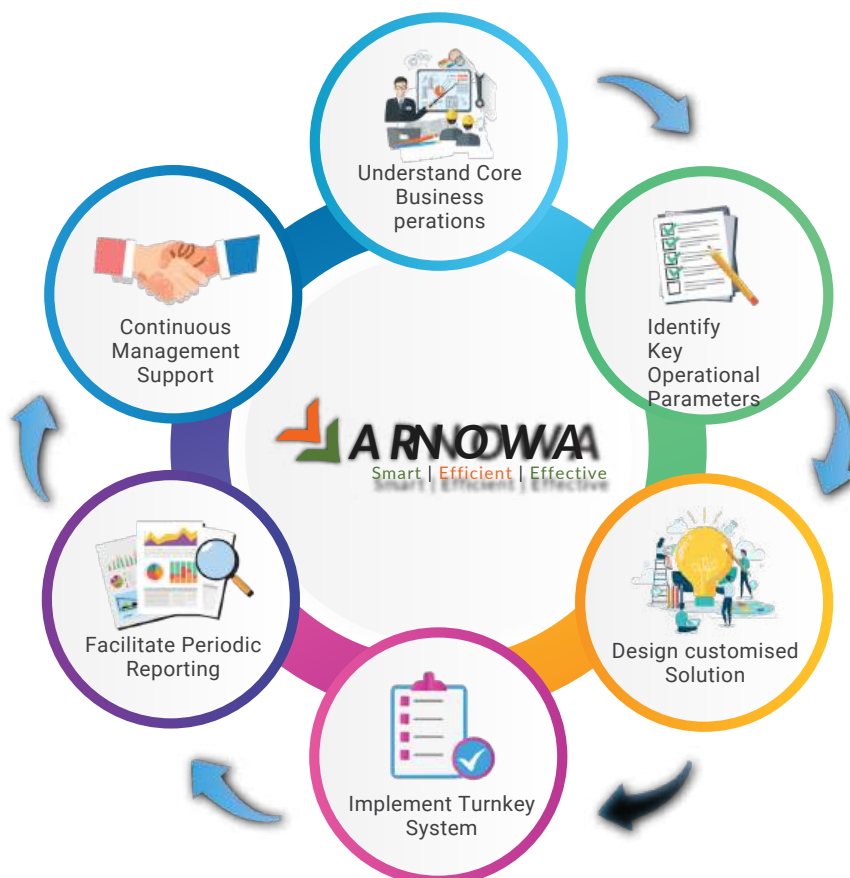 Understand Core
Business
perations
Identify
Key
Operational
Parameters
Design customised
Solution
Implement Turnkey
System
Facilitate Periodic
Reporting
Continuous
Management
Support
ARNOWA
Smart | Efficient | Effective